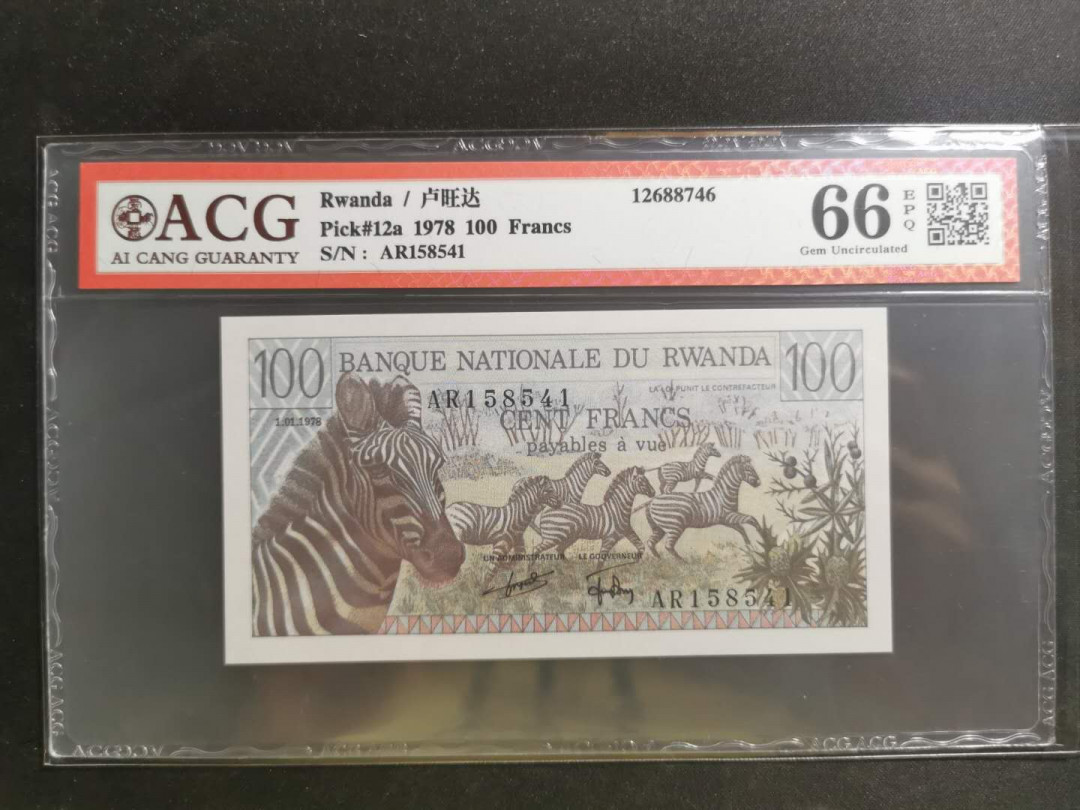 ACG
AI CANG GUARANTY
Rwanda / 卢旺达
Pick#12a 1978 100 Francs
S/N : AR158541
12688746
66
EPQ
Gem Uncirculated
100
BANQUE NATIONALE DU RWANDA
100
LA LOI PUNIT LE CONTREFACTEUR
AR158541
1.01.1978
CENT FRANCS
payables à vue
UN ADMINISTRATEUR
LE GOUVERNEUR
AR158541
ACG ACG